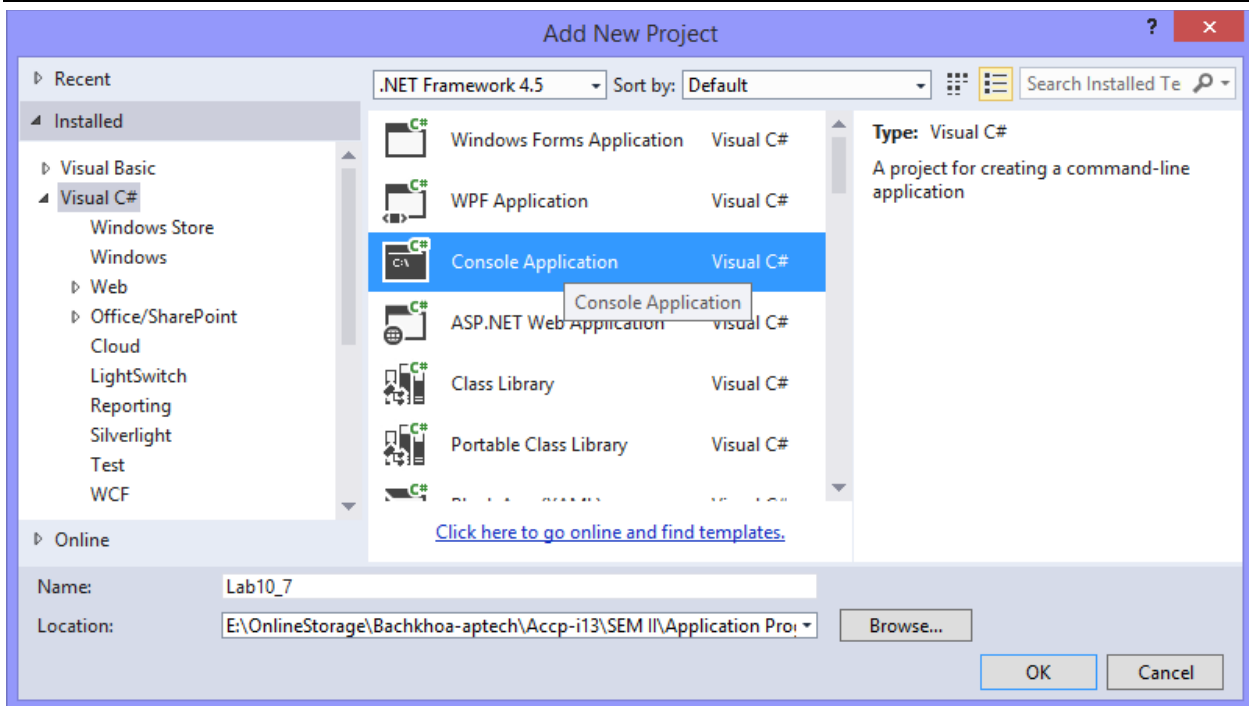 Add New Project
?
Recent
.NET Framework 4.5
Sort by:
Default
Search Installed Te
Installed
Visual Basic
Visual C#
Windows Store
Windows
Web
Office/SharePoint
Cloud
LightSwitch
Reporting
Silverlight
Test
WCF
Online
C# Windows Forms Application Visual C#
C# WPF Application Visual C#
C# C:\ Console Application Visual C#
Console Application
C# ASP.NET Web Application Visual C#
C# Class Library Visual C#
C# Portable Class Library Visual C#
C#
Click here to go online and find templates.
Type: Visual C#
A project for creating a command-line
application
Name: Lab10_7
Location: E:\OnlineStorage\Bachkhoa-aptech\Accp-i13\SEM II\Application
Browse...
OK Cancel